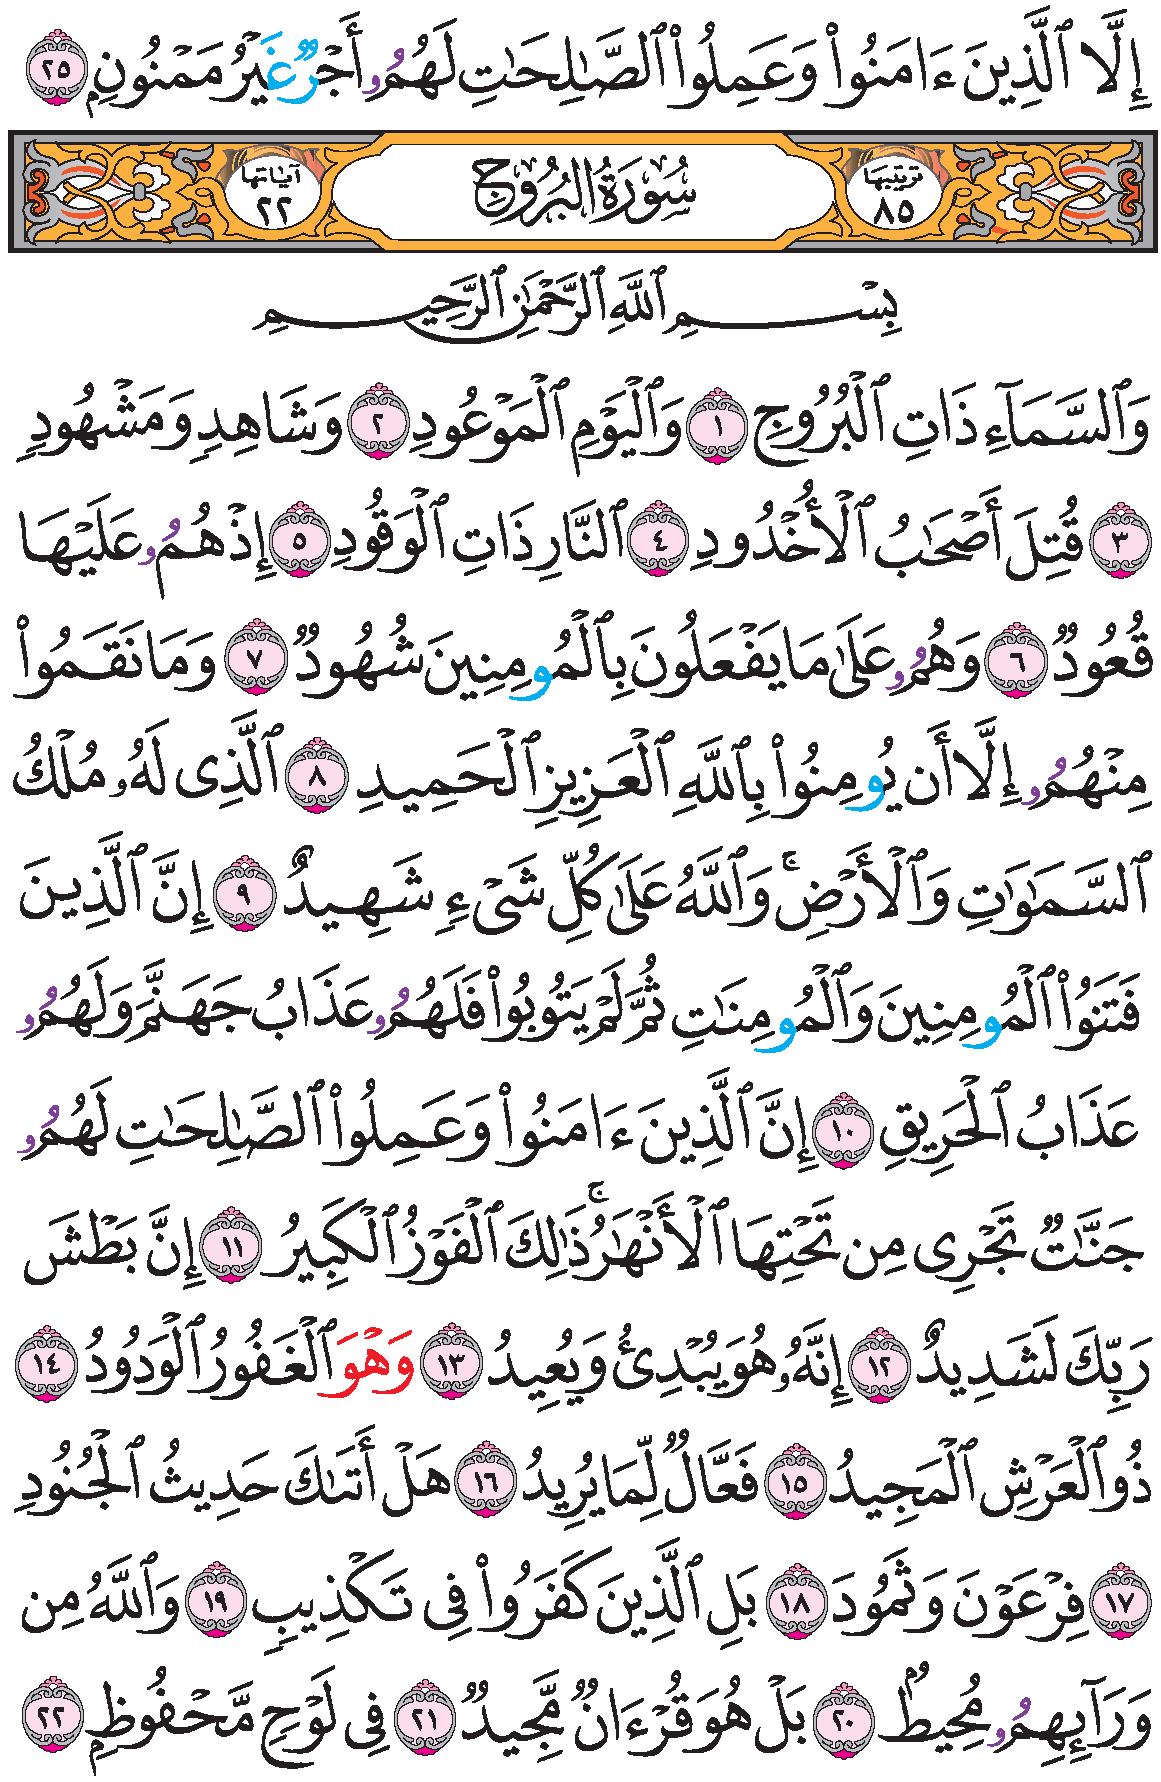 إِلَّا ٱلَّذِينَ ءَامَنُوا۟ وَعَمِلُوا۟ ٱلصَّٰلِحَٰتِ لَهُمُۥ أَجْرٌ غَيْرُ مَمْنُونِۭ ٢٥
ترتيبها ٨٥ سُورَةُ البُرُوجِ آياتها ٢٢
بِسْمِ ٱللَّهِ ٱلرَّحْمَٰنِ ٱلرَّحِيمِ
وَٱلسَّمَآءِ ذَاتِ ٱلْبُرُوجِ ١ وَٱلْيَوْمِ ٱلْمَوْعُودِ ٢ وَشَاهِدٍ وَمَشْهُودٍ
٣ قُتِلَ أَصْحَٰبُ ٱلْأُخْدُودِ ٤ ٱلنَّارِ ذَاتِ ٱلْوَقُودِ ٥ إِذْ هُمُۥ عَلَيْهَا
قُعُودٌ ٦ وَهُمُۥ عَلَىٰ مَا يَفْعَلُونَ بِٱلْمُومِنِينَ شُهُودٌ ٧ وَمَا نَقَمُوا۟
مِنْهُمُۥ إِلَّا أَن يُومِنُوا۟ بِٱللَّهِ ٱلْعَزِيزِ ٱلْحَمِيدِ ٨ ٱلَّذِى لَهُۥ مُلْكُ
ٱلسَّمَٰوَٰتِ وَٱلْأَرْضِ ۚ وَٱللَّهُ عَلَىٰ كُلِّ شَىْءٍ شَهِيدٌ ٩ إِنَّ ٱلَّذِينَ
فَتَنُوا۟ ٱلْمُومِنِينَ وَٱلْمُومِنَٰتِ ثُمَّ لَمْ يَتُوبُوا۟ فَلَهُمُۥ عَذَابُ جَهَنَّمَ وَلَهُمُۥ
عَذَابُ ٱلْحَرِيقِ ١٠ إِنَّ ٱلَّذِينَ ءَامَنُوا۟ وَعَمِلُوا۟ ٱلصَّٰلِحَٰتِ لَهُمُۥ
جَنَّٰتٌ تَجْرِى مِن تَحْتِهَا ٱلْأَنْهَٰرُ ۚ ذَٰلِكَ ٱلْفَوْزُ ٱلْكَبِيرُ ١١ إِنَّ بَطْشَ
رَبِّكَ لَشَدِيدٌ ١٢ إِنَّهُۥ هُوَ يُبْدِئُ وَيُعِيدُ ١٣ وَهْوَ ٱلْغَفُورُ ٱلْوَدُودُ ١٤
ذُو ٱلْعَرْشِ ٱلْمَجِيدُ ١٥ فَعَّالٌ لِّمَا يُرِيدُ ١٦ هَلْ أَتَىٰكَ حَدِيثُ ٱلْجُنُودِ
١٧ فِرْعَوْنَ وَثَمُودَ ١٨ بَلِ ٱلَّذِينَ كَفَرُوا۟ فِى تَكْذِيبٍ ١٩ وَٱللَّهُ مِن
وَرَآئِهِمُۥ مُحِيطٌ ٢٠ بَلْ هُوَ قُرْءَانٌ مَّجِيدٌ ٢١ فِى لَوْحٍ مَّحْفُوظٍ ٢٢